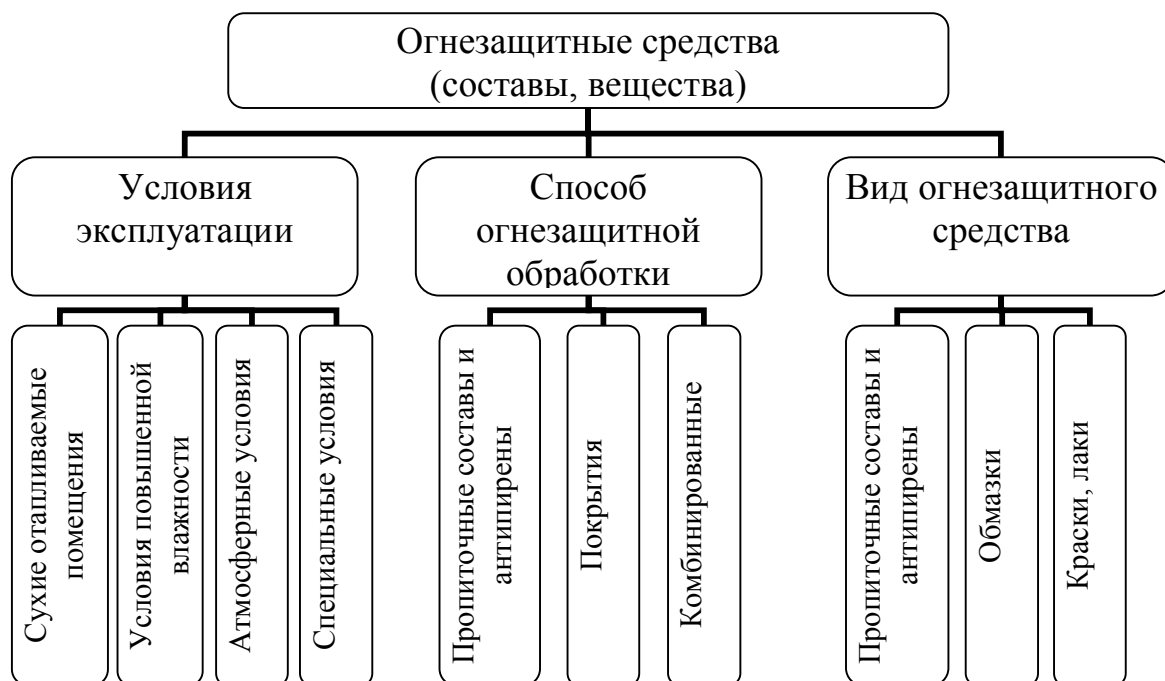 Огнезащитные средства
(составы, вещества)
Условия
эксплуатации
Способ
огнезащитной
обработки
Вид огнезащитного
средства
Сухие отапливаемые
помещения
Условия повышенной
влажности
Атмосферные условия
Специальные условия
Пропиточные составы и
антипирены
Покрытия
Комбинированные
Пропиточные составы и
антипирены
Обмазки
Краски, лаки